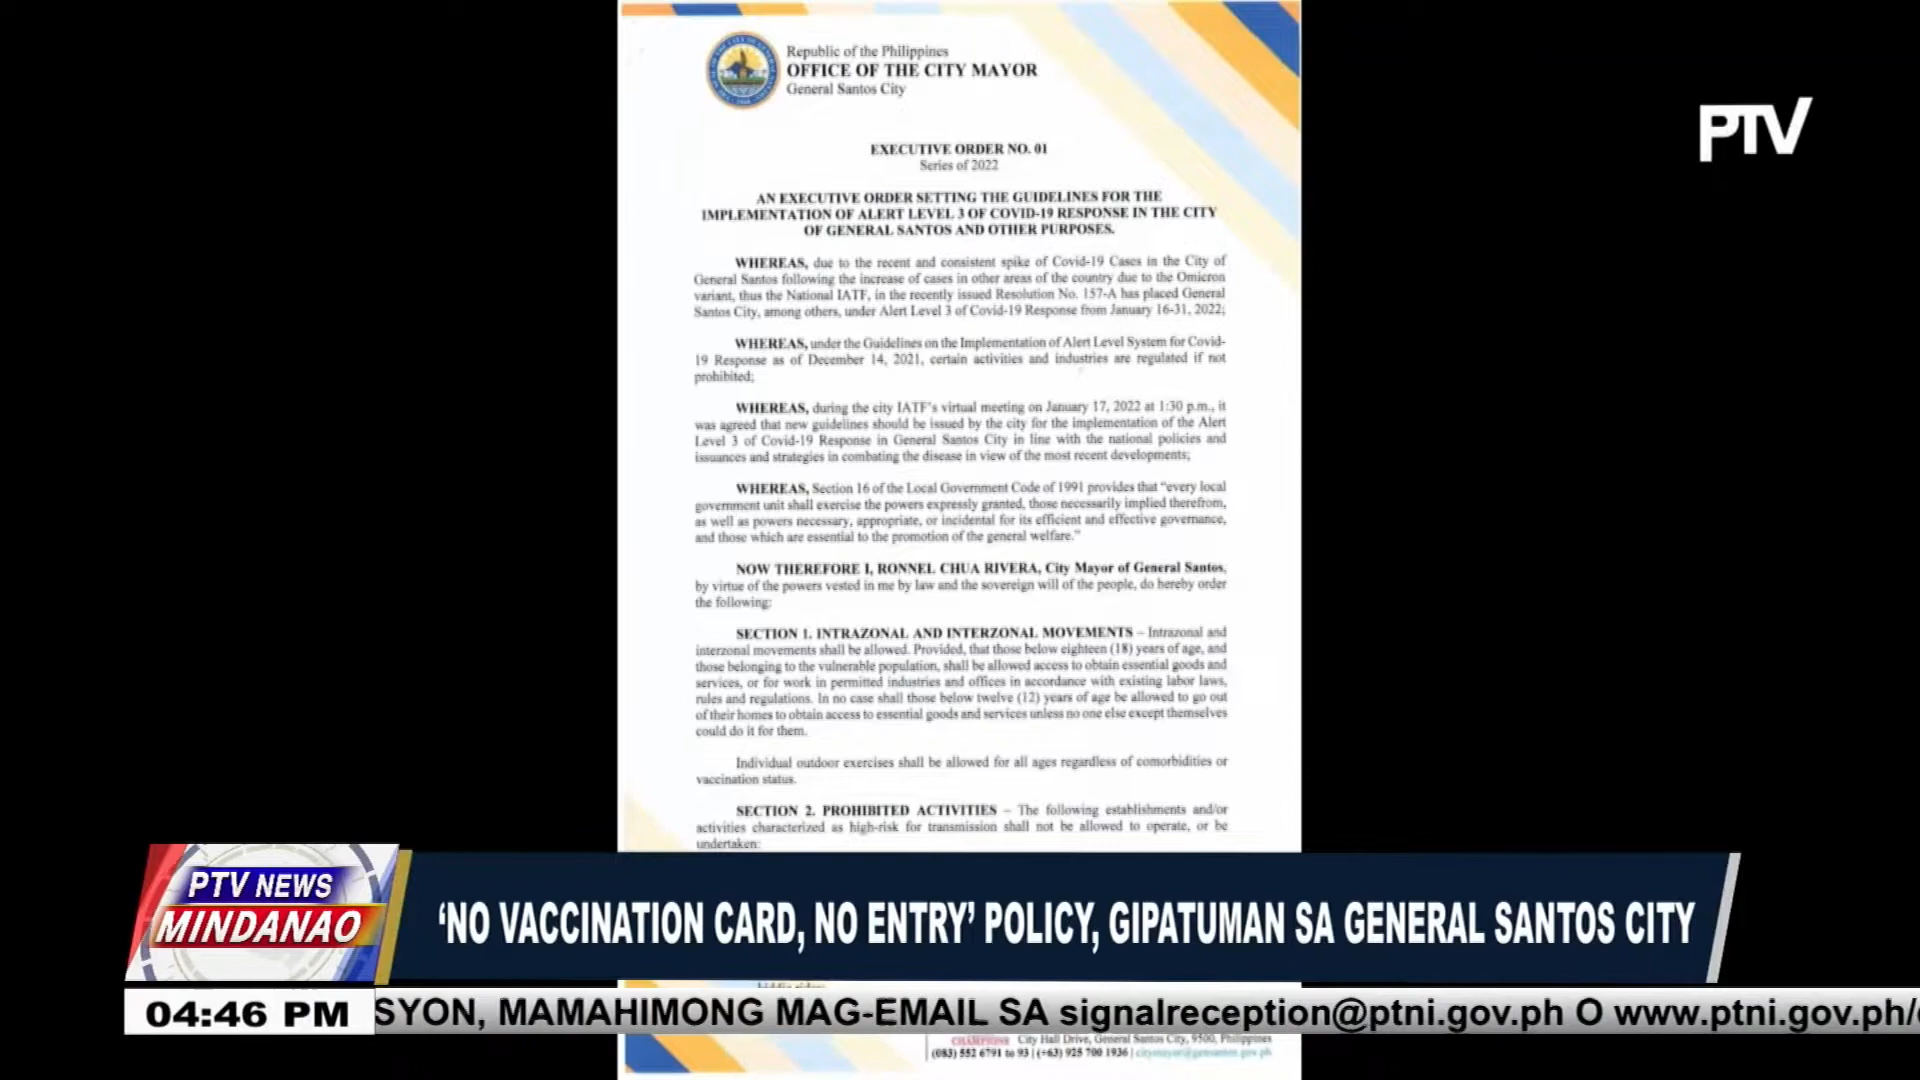 Republic of the Philippines
OFFICE OF THE CITY MAYOR
General Santos City
PTV
EXECUTIVE ORDER NO. 01
Series of 2022
AN EXECUTIVE ORDER SETTING THE GUIDELINES FOR THE
IMPLEMENTATION OF ALERT LEVEL 3 OF COVID-19 RESPONSE IN THE CITY
OF GENERAL SANTOS AND OTHER PURPOSES.
WHEREAS, due to the recent and consistent spike of Covid-19 Cases in the City of
General Santos following the increase of cases in other areas of the country due to the Omicron
variant, thus the National IATF, in the recently issued Resolution No. 157-A has placed General
Santos City, among others, under Alert Level 3 of Covid-19 Response from January 16-31, 2022;
WHEREAS, under the Guidelines on the Implementation of Alert Level System for Covid-
19 Response as of December 14, 2021, certain activities and industries are regulated if not
prohibited;
WHEREAS, during the city IATF's virtual meeting on January 17, 2022 at 1:30 p.m., it
was agreed that new guidelines should be issued by the city for the implementation of the Alert
Level 3 of Covid-19 Response in General Santos City in line with the national policies and
issuances and strategies in combating the disease in view of the most recent developments;
WHEREAS, Section 16 of the Local Government Code of 1991 provides that "every local
government unit shall exercise the powers expressly granted, those necessarily implied therefrom,
as well as powers necessary, appropriate, or incidental for its efficient and effective governance,
and those which are essential to the promotion of the general welfare."
NOW THEREFORE I, RONNEL CHUA RIVERA, City Mayor of General Santos,
by virtue of the powers vested in me by law and the sovereign will of the people, do hereby order
the following:
SECTION 1. INTRAZONAL AND INTERZONAL MOVEMENTS – Intrazonal and
interzonal movements shall be allowed. Provided, that those below eighteen (18) years of age, and
those belonging to the vulnerable population, shall be allowed access to obtain essential goods and
services, or for work in permitted industries and offices in accordance with existing labor laws,
rules and regulations. In no case shall those below twelve (12) years of age be allowed to go out
of their homes to obtain access to essential goods and services unless no one else except themselves
could do it for them.
Individual outdoor exercises shall be allowed for all ages regardless of comorbidities or
vaccination status.
SECTION 2. PROHIBITED ACTIVITIES – The following establishments and/or
activities characterized as high-risk for transmission shall not be allowed to operate, or be
undertaken:
PTV NEWS
MINDANAO
‘NO VACCINATION CARD, NO ENTRY’ POLICY, GIPATUMAN SA GENERAL SANTOS CITY
04:46 PM
SYON, MAMAHIMONG MAG-EMAIL SA signalreception@ptni.gov.ph O www.ptni.gov.ph/
City Hall Drive, General Santos City, 9500, Philippines
(083) 552 6791 to 93 | (+63) 925 700 1936 |